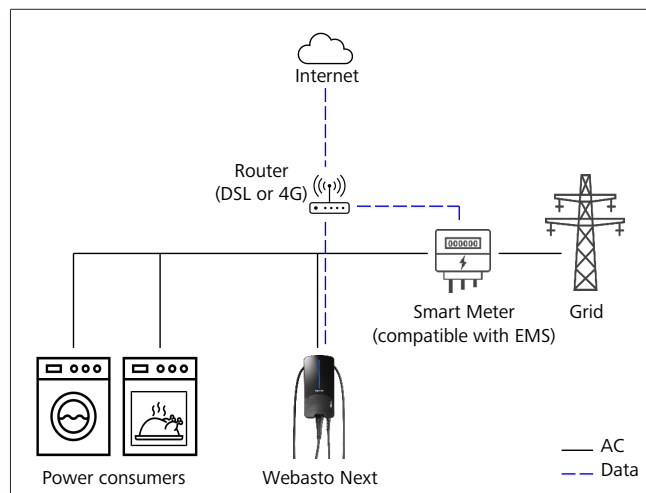 Internet
Router
(DSL or 4G)
000000
Smart Meter
(compatible with EMS)
Grid
Power consumers
Webasto Next
AC
Data